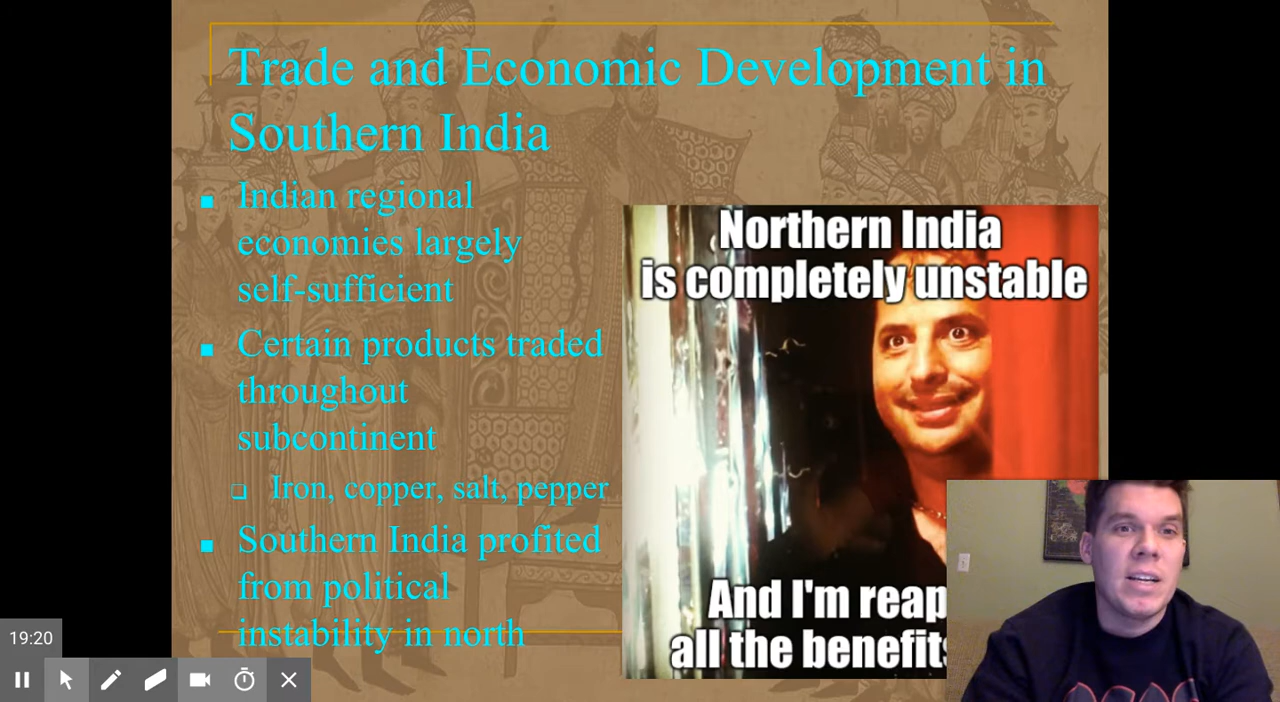 Trade and Economic Development in
Southern India
Indian regional
economies largely
self-sufficient
Certain products traded
throughout
subcontinent
Iron, copper, salt, pepper
Southern India profited
from political
instability in north
Northern India
is completely unstable
And I'm reap
all the benefits
19:20